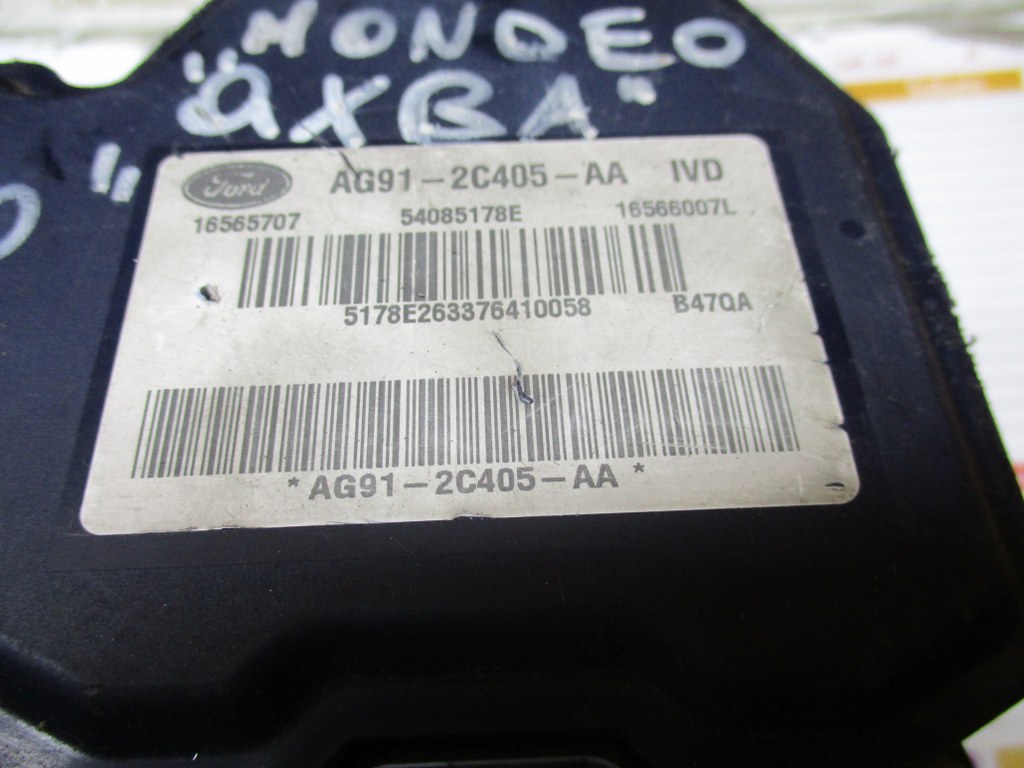 "MONDEO
"QXBA"
"
Ford AG91-2C405-AA IVD
16565707 54085178E 16566007L
5178E263376410058 B47QA
*AG91-2C405-AA*